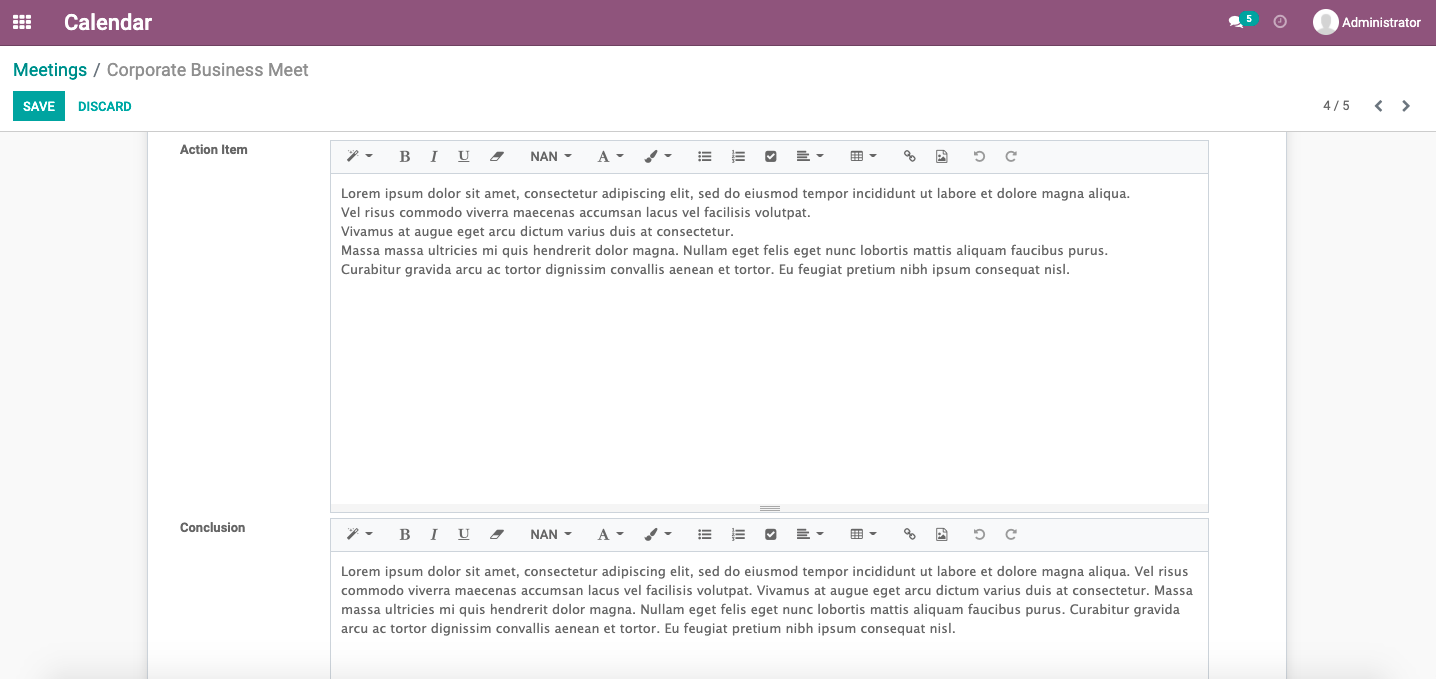 Calendar
5
Administrator
Meetings / Corporate Business Meet
SAVE DISCARD
4 / 5
Action Item
B I U NAN A
Lorem ipsum dolor sit amet, consectetur adipiscing elit, sed do eiusmod tempor incididunt ut labore et dolore magna aliqua.
Vel risus commodo viverra maecenas accumsan lacus vel facilisis volutpat.
Vivamus at augue eget arcu dictum varius duis at consectetur.
Massa massa ultricies mi quis hendrerit dolor magna. Nullam eget felis eget nunc lobortis mattis aliquam faucibus purus.
Curabitur gravida arcu ac tortor dignissim convallis aenean et tortor. Eu feugiat pretium nibh ipsum consequat nisl.
Conclusion
B I U NAN A
Lorem ipsum dolor sit amet, consectetur adipiscing elit, sed do eiusmod tempor incididunt ut labore et dolore magna aliqua. Vel risus
commodo viverra maecenas accumsan lacus vel facilisis volutpat. Vivamus at augue eget arcu dictum varius duis at consectetur. Massa
massa ultricies mi quis hendrerit dolor magna. Nullam eget felis eget nunc lobortis mattis aliquam faucibus purus. Curabitur gravida
arcu ac tortor dignissim convallis aenean et tortor. Eu feugiat pretium nibh ipsum consequat nisl.